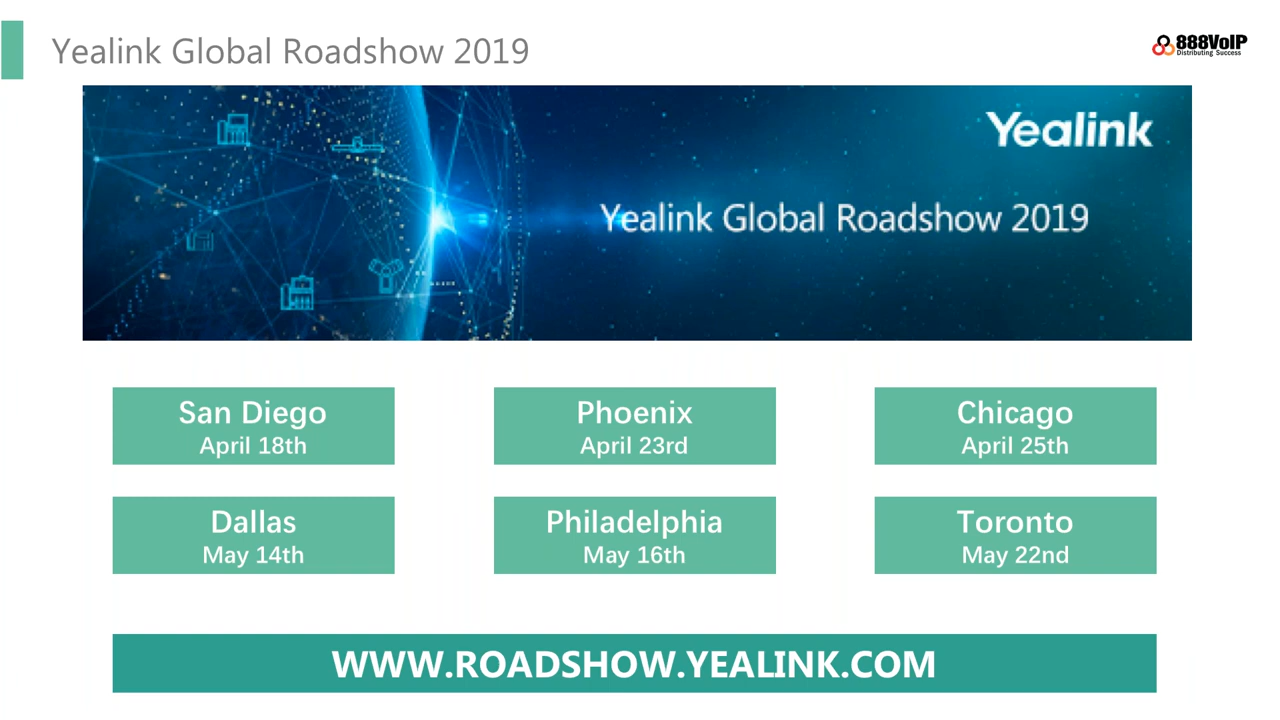 Yealink Global Roadshow 2019
888VoIP
Distributing Success
Yealink
Yealink Global Roadshow 2019
San Diego
April 18th
Phoenix
April 23rd
Chicago
April 25th
Dallas
May 14th
Philadelphia
May 16th
Toronto
May 22nd
WWW.ROADSHOW.YEALINK.COM